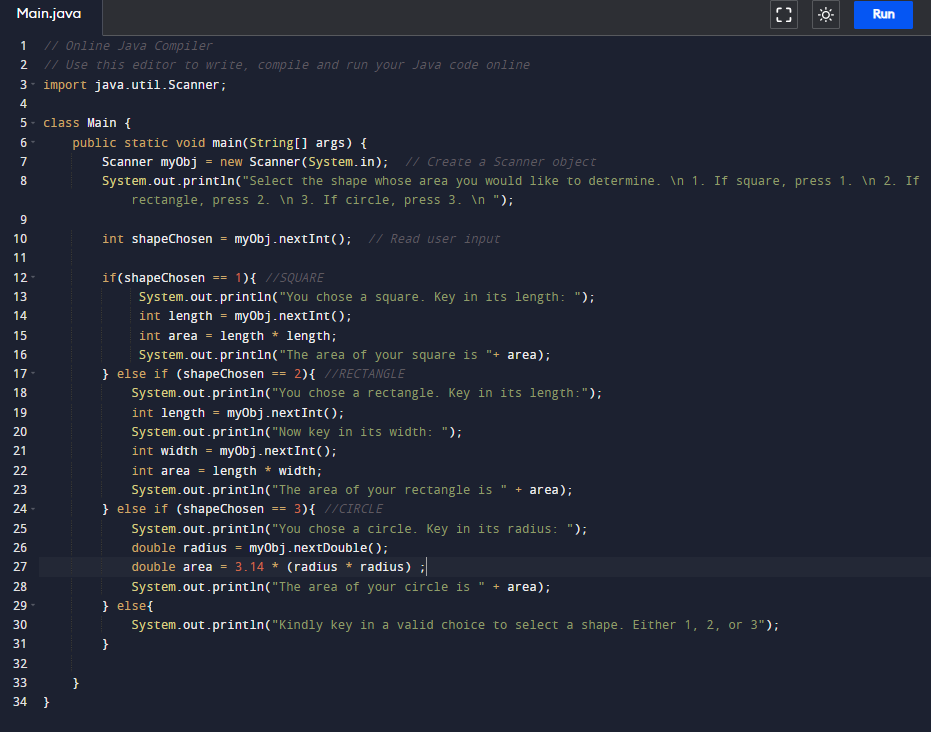 Main.java
Run
1 // Online Java Compiler
2 // Use this editor to write, compile and run your Java code online
3 import java.util.Scanner;
4
5 class Main {
6     public static void main(String[] args) {
7         Scanner myObj = new Scanner(System.in);  // Create a Scanner object
8         System.out.println("Select the shape whose area you would like to determine. \n 1. If square, press 1. \n 2. If
            rectangle, press 2. \n 3. If circle, press 3. \n ");
9
10         int shapeChosen = myObj.nextInt();  // Read user input
11
12         if(shapeChosen == 1){ //SQUARE
13              System.out.println("You chose a square. Key in its length: ");
14              int length = myObj.nextInt();
15              int area = length * length;
16              System.out.println("The area of your square is "+ area);
17         } else if (shapeChosen == 2){ //RECTANGLE
18             System.out.println("You chose a rectangle. Key in its length:");
19             int length = myObj.nextInt();
20             System.out.println("Now key in its width: ");
21             int width = myObj.nextInt();
22             int area = length * width;
23             System.out.println("The area of your rectangle is " + area);
24         } else if (shapeChosen == 3){ //CIRCLE
25             System.out.println("You chose a circle. Key in its radius: ");
26             double radius = myObj.nextDouble();
27             double area = 3.14 * (radius * radius) ;
28             System.out.println("The area of your circle is " + area);
29         } else{
30             System.out.println("Kindly key in a valid choice to select a shape. Either 1, 2, or 3");
31         }
32
33     }
34 }